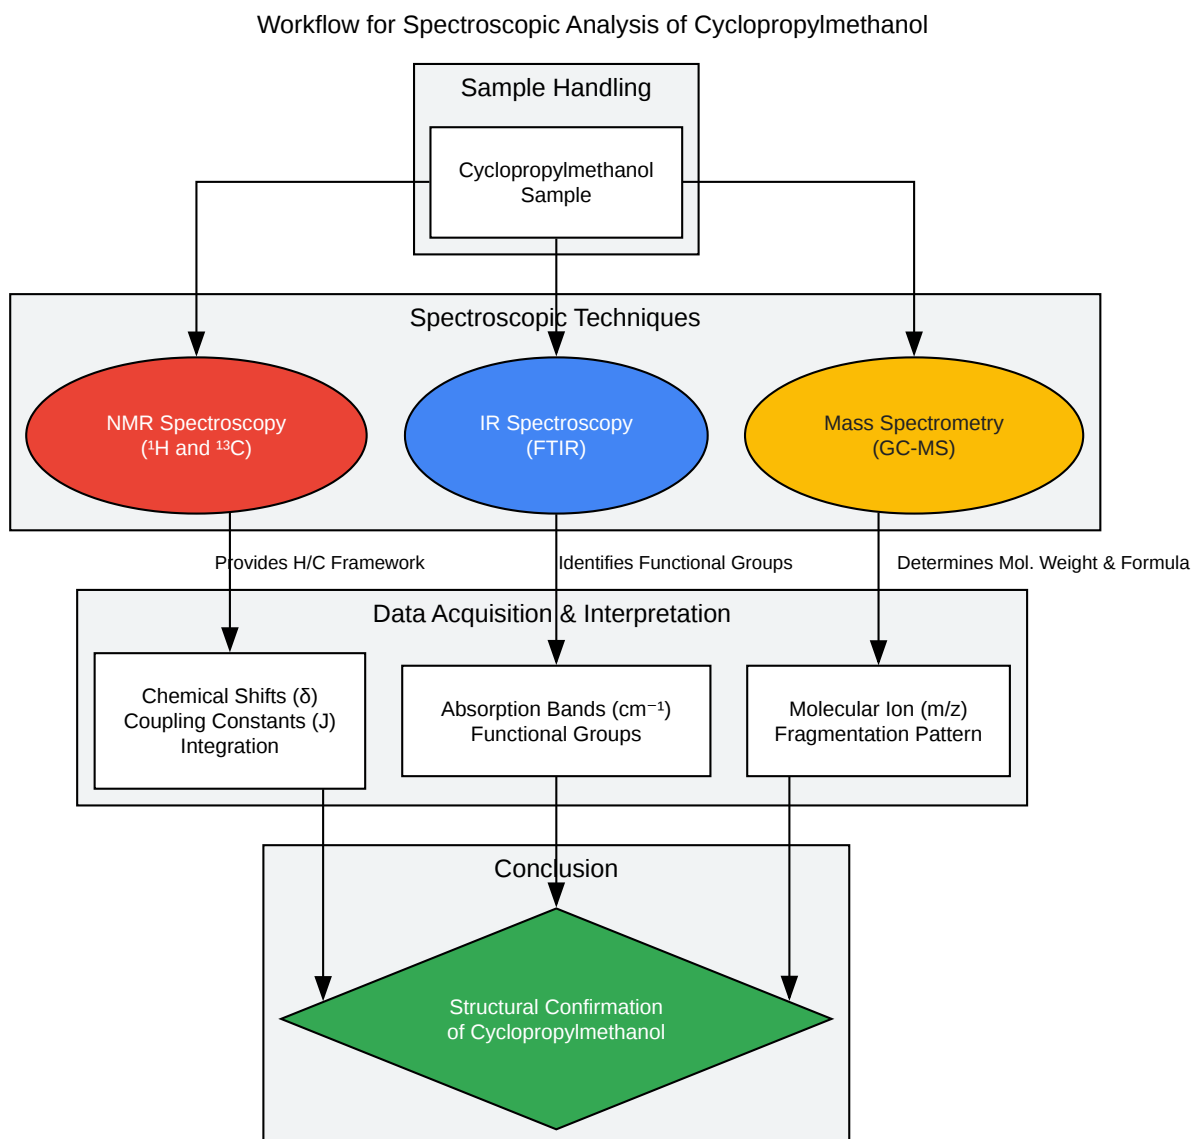 Workflow for Spectroscopic Analysis of Cyclopropylmethanol
Sample Handling
Cyclopropylmethanol
Sample
Spectroscopic Techniques
NMR Spectroscopy
(¹H and ¹³C)
IR Spectroscopy
(FTIR)
Mass Spectrometry
(GC-MS)
Provides H/C Framework
Identifies Functional Groups
Determines Mol. Weight & Formula
Data Acquisition & Interpretation
Chemical Shifts (δ)
Coupling Constants (J)
Integration
Absorption Bands (cm⁻¹)
Functional Groups
Molecular Ion (m/z)
Fragmentation Pattern
Conclusion
Structural Confirmation
of Cyclopropylmethanol